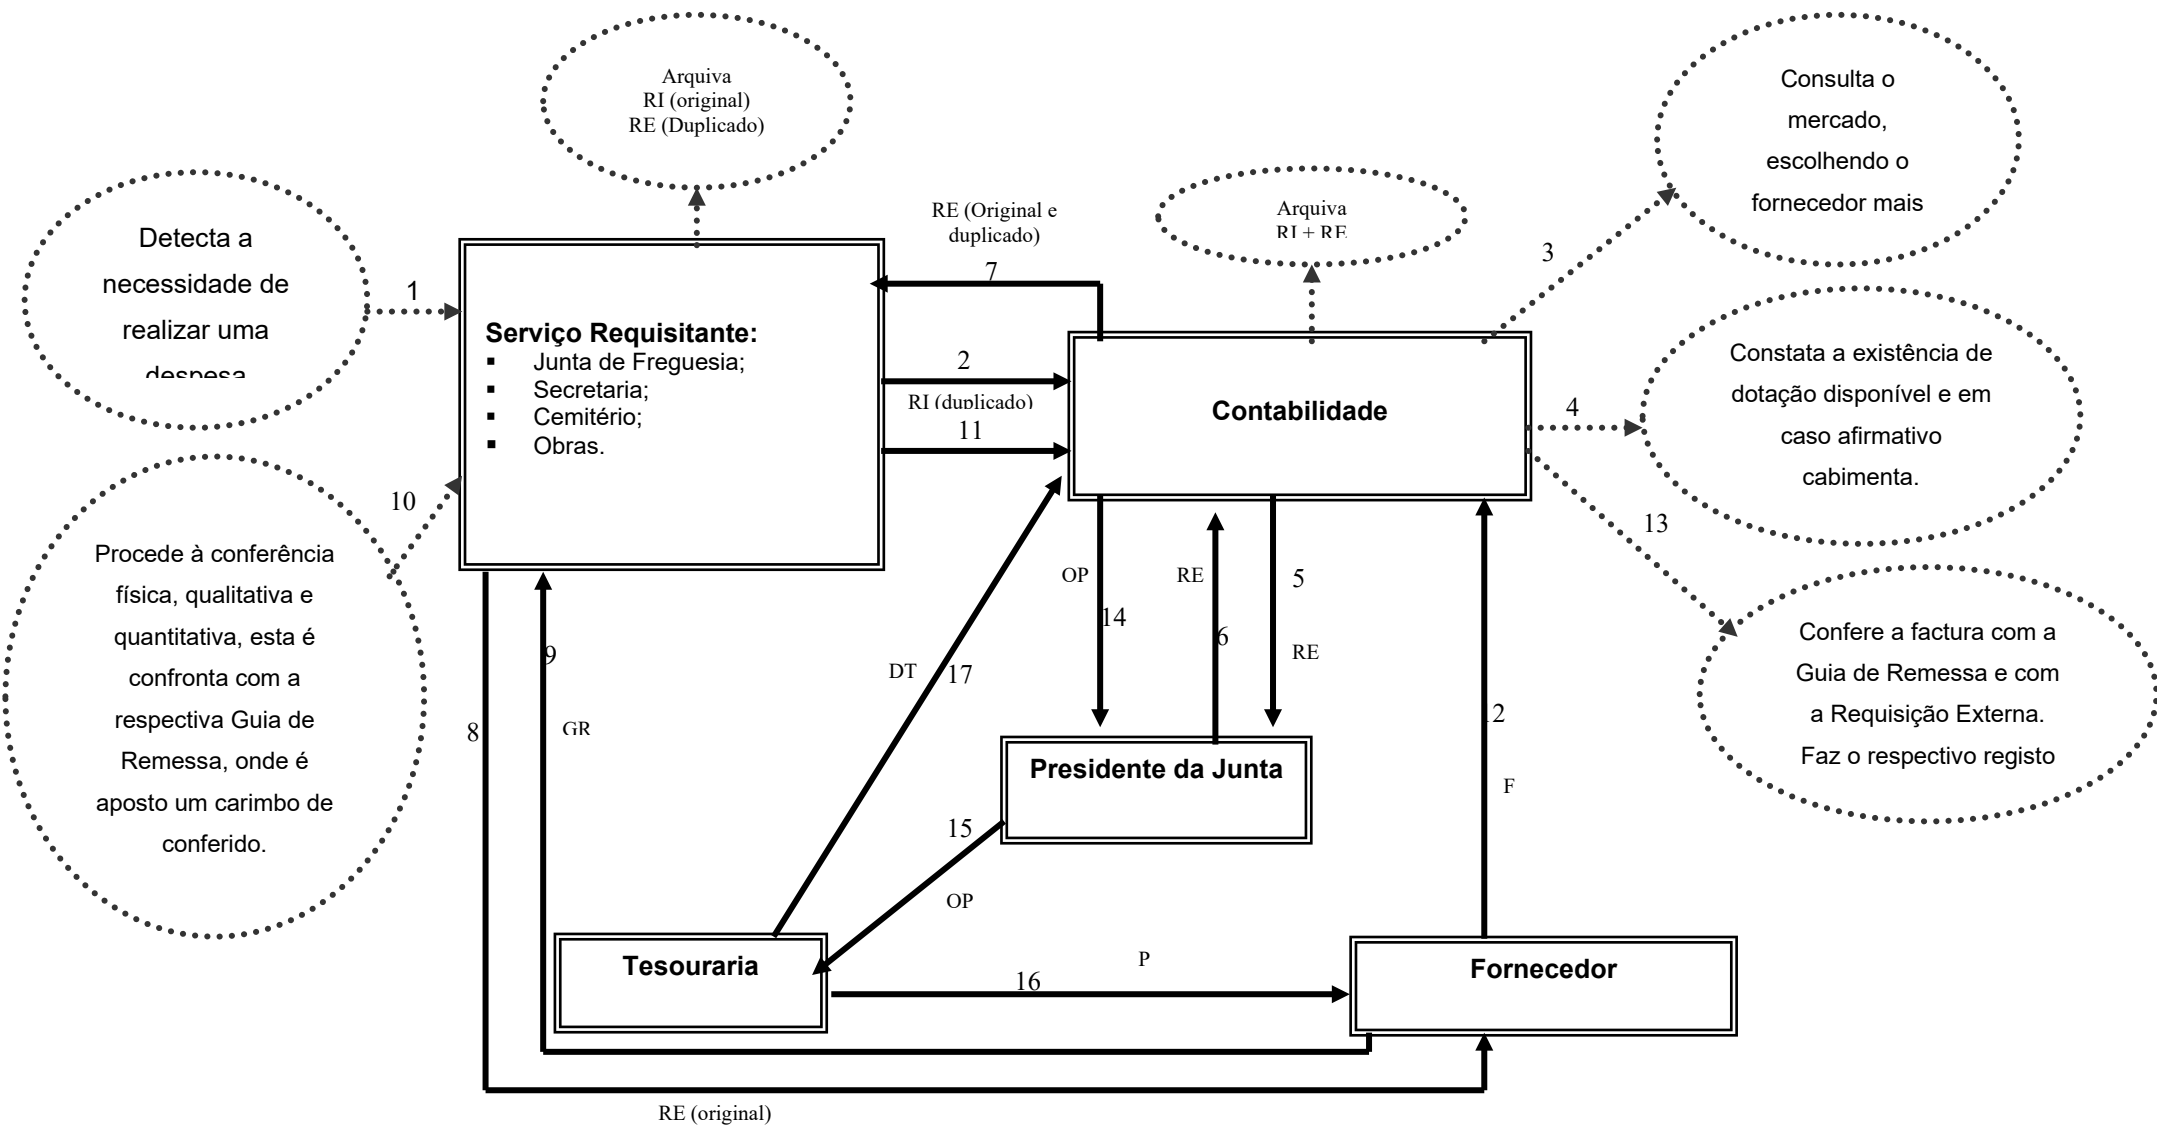 Arquiva
RI (original)
RE (Duplicado)
Consulta o
mercado,
escolhendo o
fornecedor mais
Detecta a
necessidade de
realizar uma
despesa
1
RE (Original e
duplicado)
7
Arquiva
RI + RE
3
Serviço Requisitante:
▪ Junta de Freguesia;
▪ Secretaria;
▪ Cemitério;
▪ Obras.
2
RI (duplicado)
11
Contabilidade
4
Constata a existência de
dotação disponível e em
caso afirmativo
cabimenta.
13
10
Procede à conferência
física, qualitativa e
quantitativa, esta é
confronta com a
respectiva Guia de
Remessa, onde é
aposto um carimbo de
conferido.
OP
14
RE
6
5
RE
Confere a factura com a
Guia de Remessa e com
a Requisição Externa.
Faz o respectivo registo
9
8
GR
DT
17
12
F
Presidente da Junta
15
OP
Tesouraria
P
16
Fornecedor
RE (original)